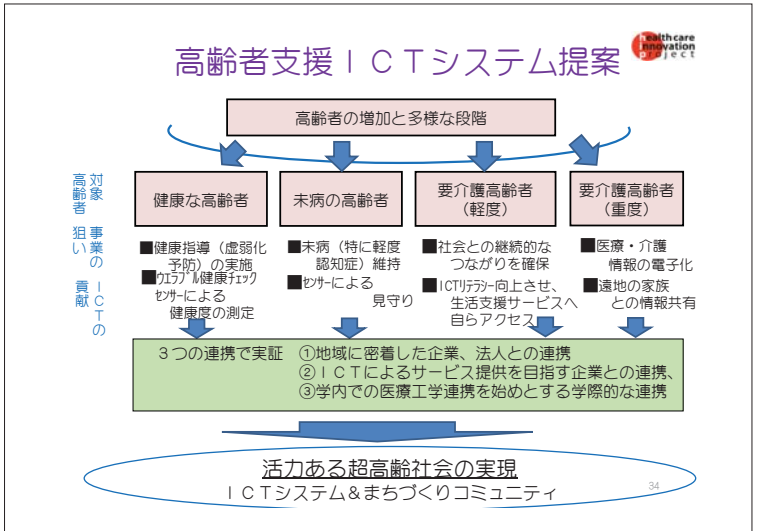 高齢者支援ＩＣＴシステム提案
healthcare
innovation
project
高齢者の増加と多様な段階
対象
高齢者
事業の
狙い
ＩＣＴの
貢献
健康な高齢者
未病の高齢者
要介護高齢者
（軽度）
要介護高齢者
（重度）
■健康指導（虚弱化
予防）の実施
■ウエラブル健康チェック
センサーによる
健康度の測定
■未病（特に軽度
認知症）維持
■センサーによる
見守り
■社会との継続的な
つながりを確保
■ICTリテラシー向上させ、
生活支援サービスへ
自らアクセス
■医療・介護
情報の電子化
■遠地の家族
との情報共有
３つの連携で実証　①地域に密着した企業、法人との連携
②ＩＣＴによるサービス提供を目指す企業との連携、
③学内での医療工学連携を始めとする学際的な連携
活力ある超高齢社会の実現
ＩＣＴシステム＆まちづくりコミュニティ
34